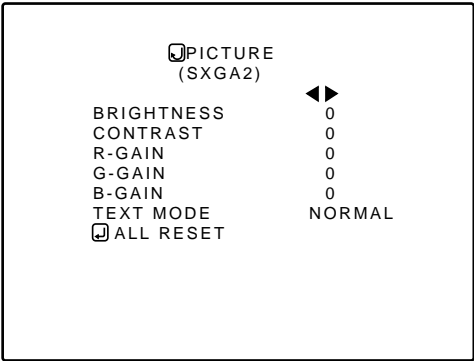 PICTURE
(SXGA2)
BRIGHTNESS 0
CONTRAST 0
R-GAIN 0
G-GAIN 0
B-GAIN 0
TEXT MODE NORMAL
ALL RESET